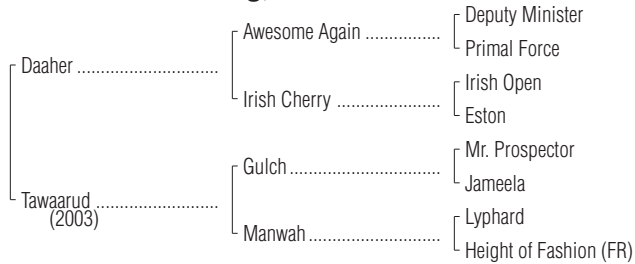 Deputy Minister
Awesome Again ................
Primal Force
Daaher ..............................
Irish Open
Irish Cherry ......................
Eston
Mr. Prospector
Gulch................................
Jameela
Tawaarud ..........................
(2003)
Lyphard
Manwah............................
Height of Fashion (FR)